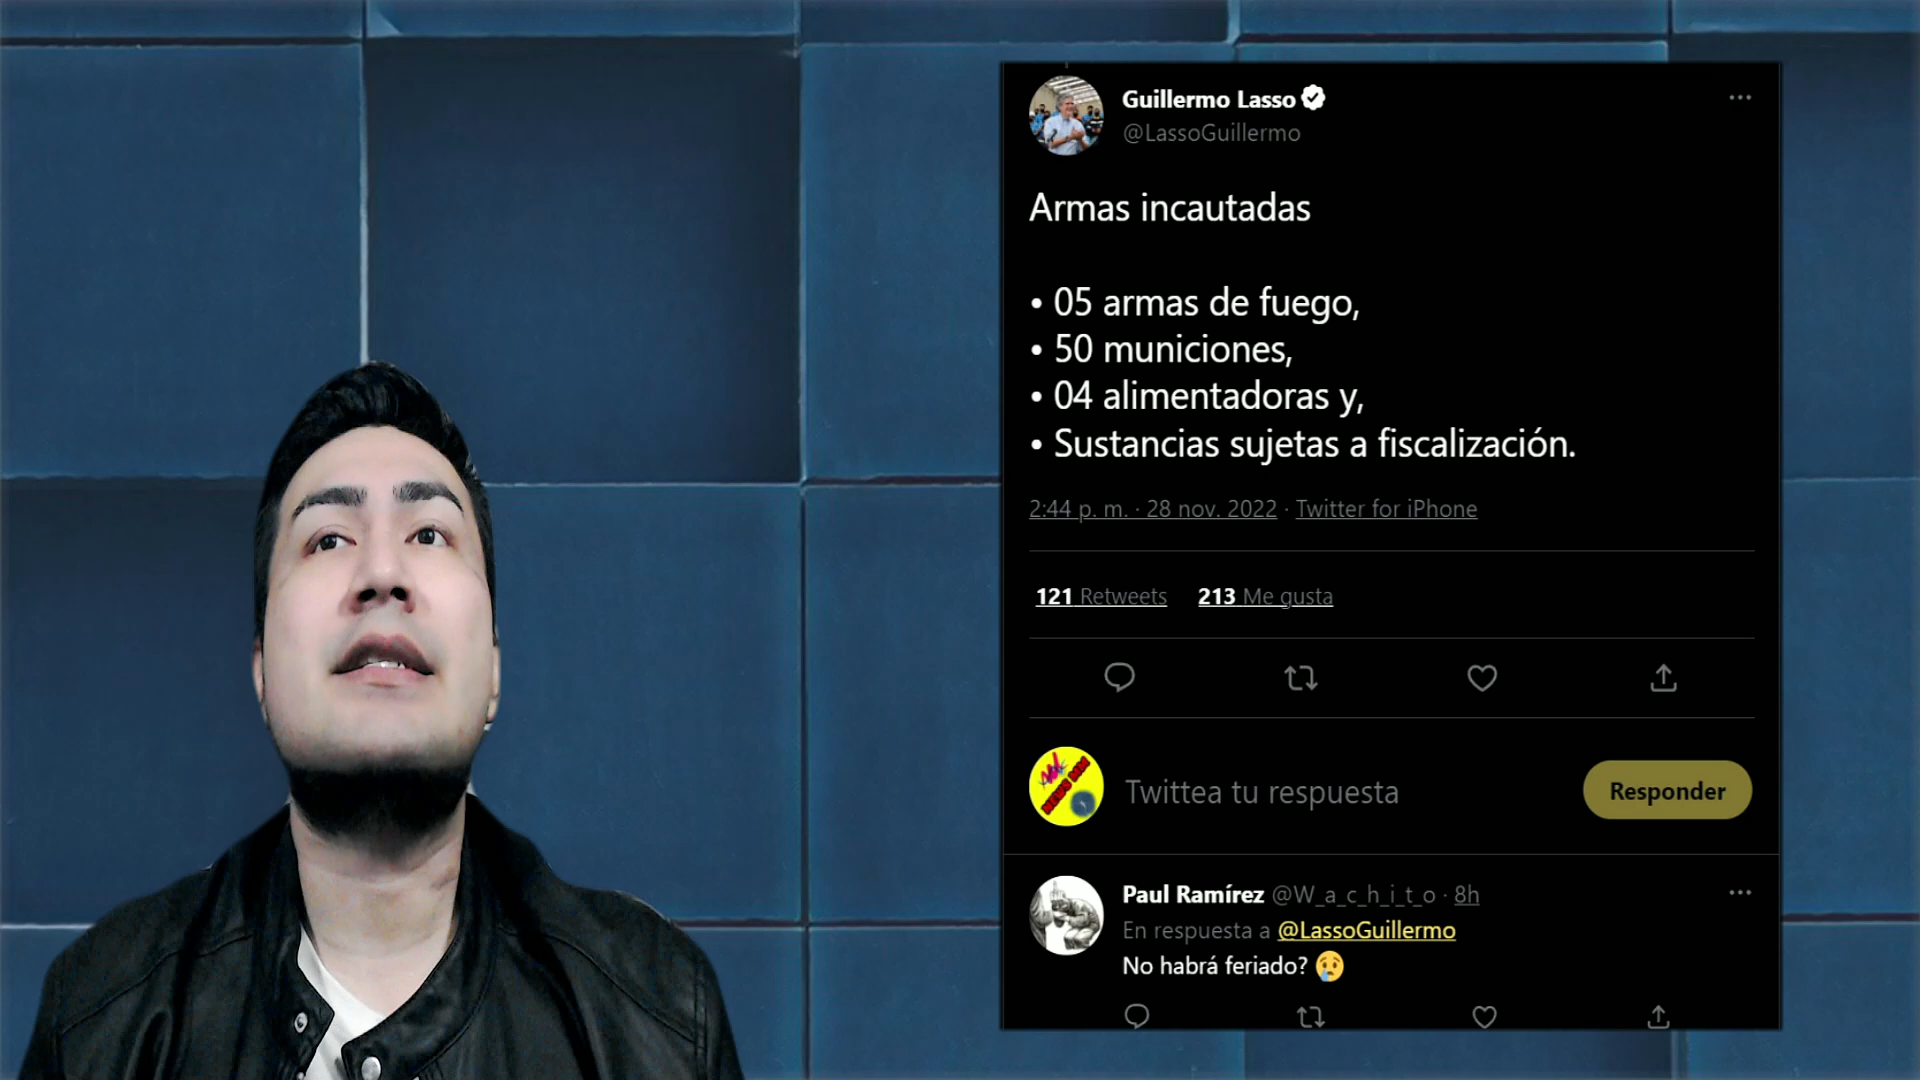 Guillermo Lasso
@LassoGuillermo
Armas incautadas
• 05 armas de fuego,
• 50 municiones,
• 04 alimentadoras y,
• Sustancias sujetas a fiscalización.
2:44 p. m. · 28 nov. 2022 · Twitter for iPhone
121 Retweets 213 Me gusta
Twittea tu respuesta
Responder
Paul Ramírez @W_a_c_h_i_t_o · 8h
En respuesta a @LassoGuillermo
No habrá feriado? 😢